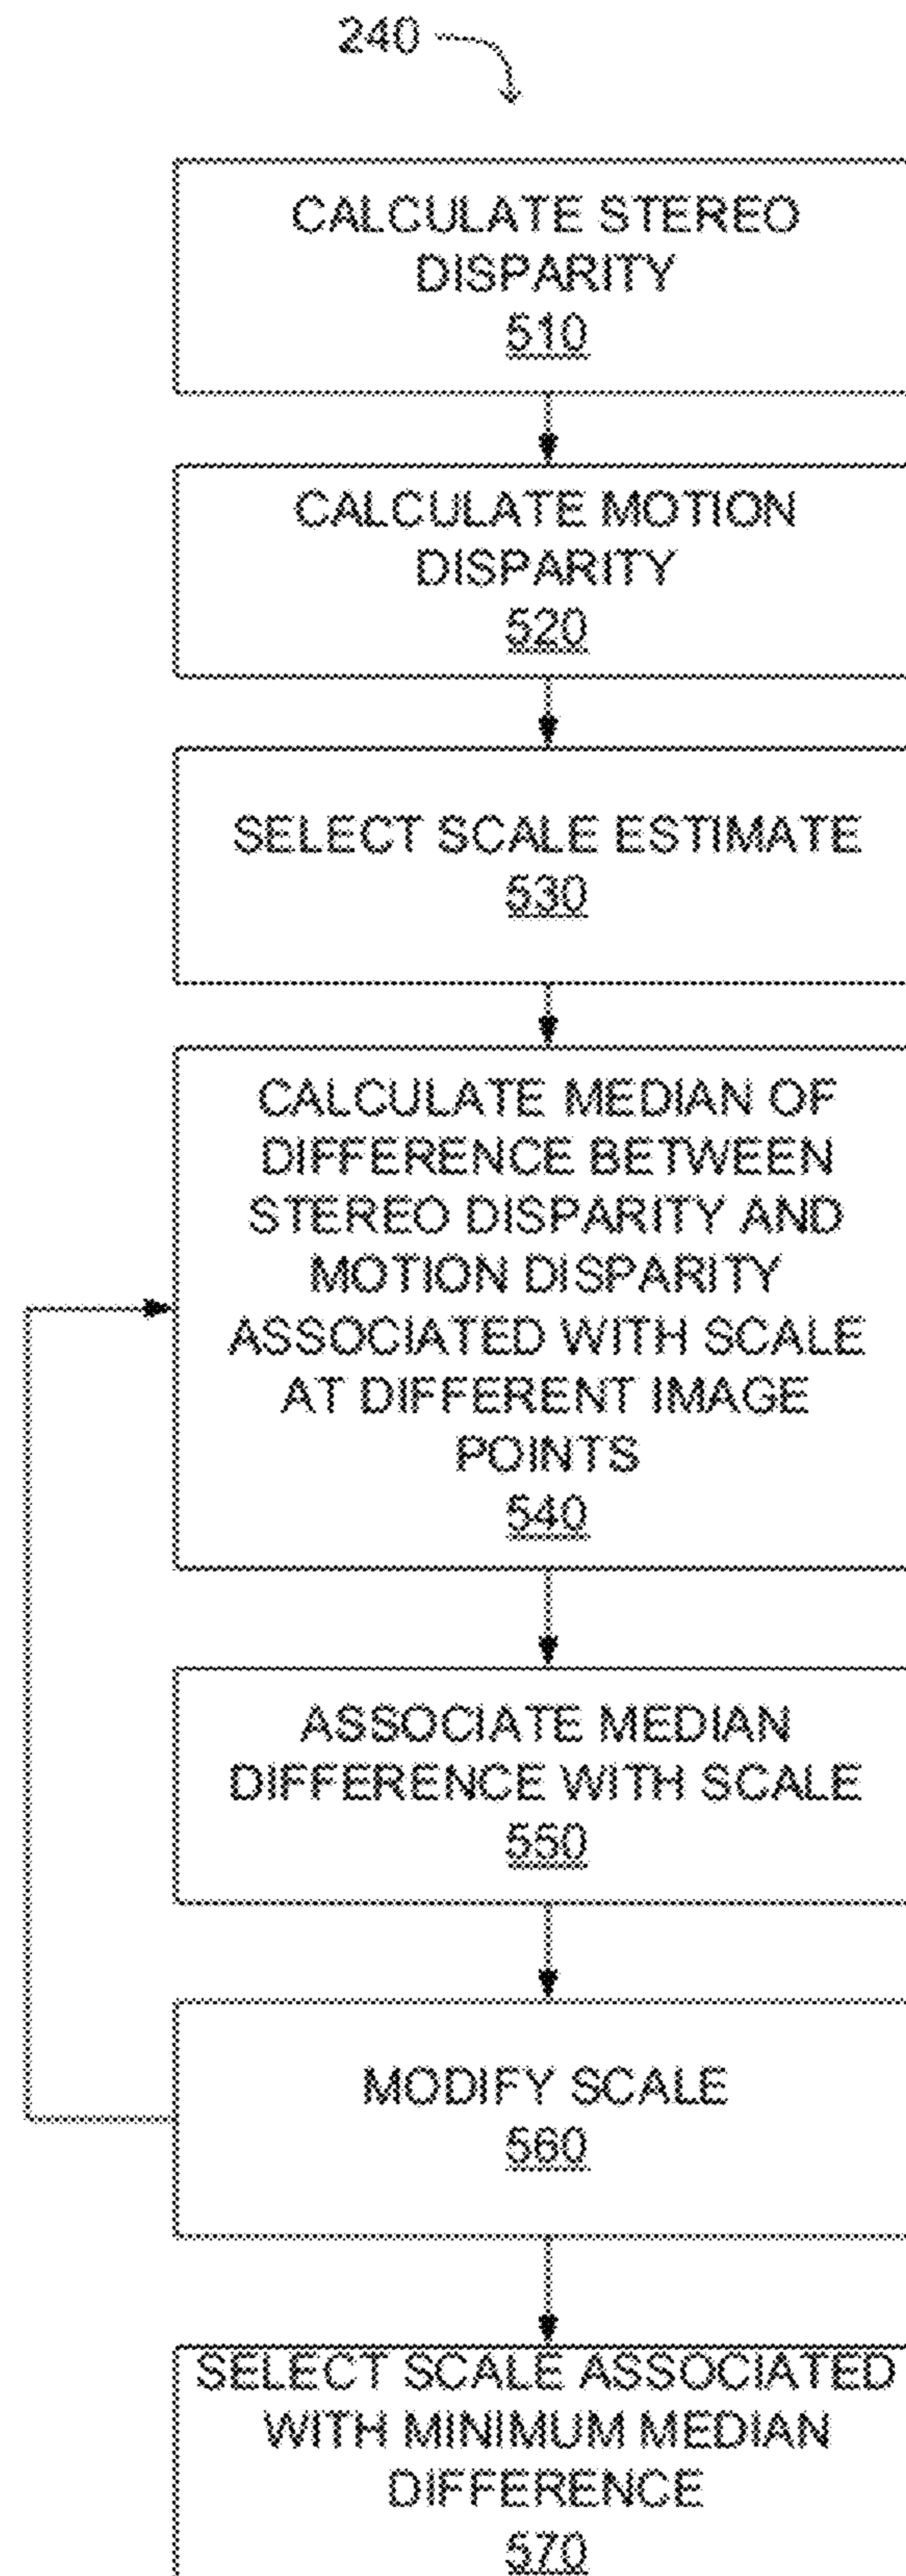 240
CALCULATE STEREO
DISPARITY
510
CALCULATE MOTION
DISPARITY
520
SELECT SCALE ESTIMATE
530
CALCULATE MEDIAN OF
DIFFERENCE BETWEEN
STEREO DISPARITY AND
MOTION DISPARITY
ASSOCIATED WITH SCALE
AT DIFFERENT IMAGE
POINTS
540
ASSOCIATE MEDIAN
DIFFERENCE WITH SCALE
550
MODIFY SCALE
560
SELECT SCALE ASSOCIATED
WITH MINIMUM MEDIAN
DIFFERENCE
570